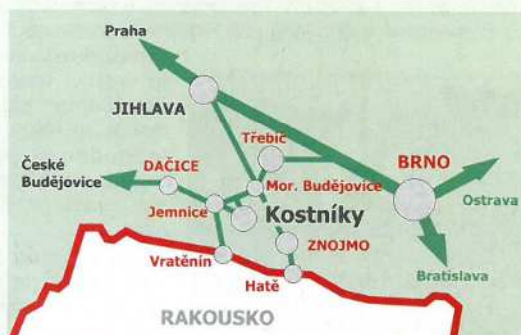 Praha
JIHLAVA
Třebíč
BRNO
České
Budějovice
DAČICE
Mor. Budějovice
Ostrava
Jemnice
Kostníky
ZNOJMO
Vratěnín
Hatě
Bratislava
RAKOUSKO